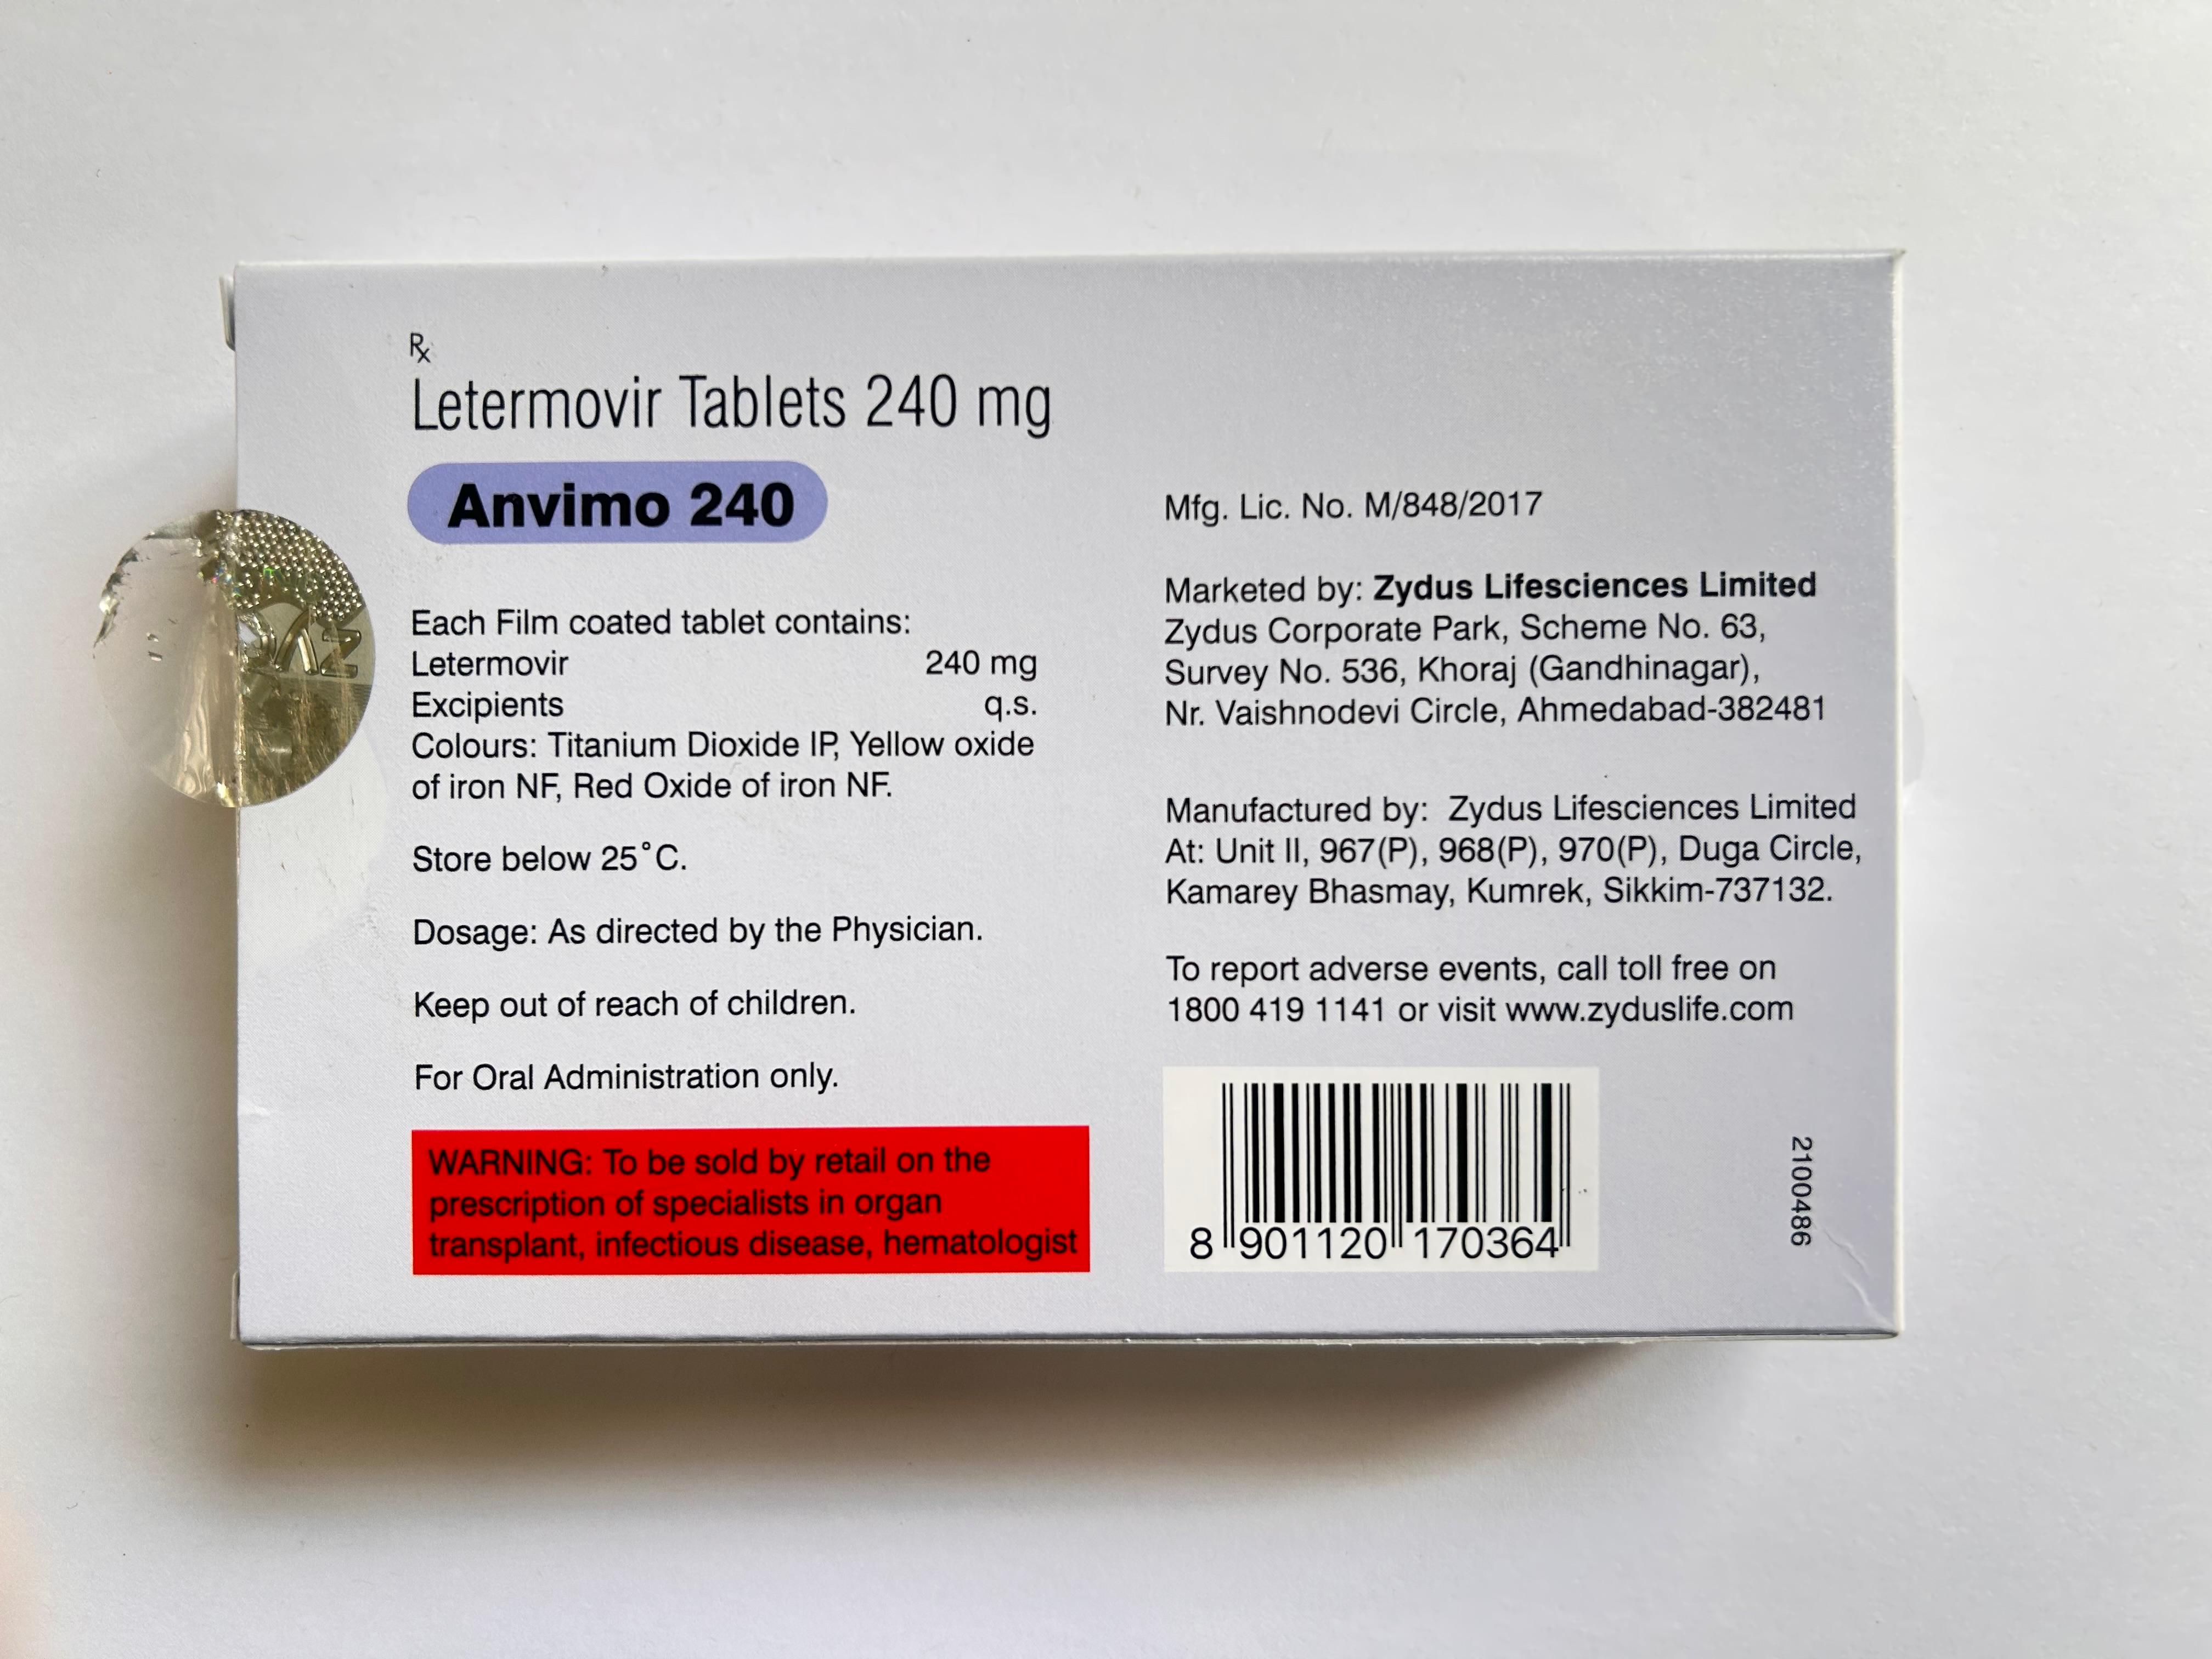 Rx
Letermovir Tablets 240 mg
Anvimo 240
Each Film coated tablet contains:
Letermovir 240 mg
Excipients q.s.
Colours: Titanium Dioxide IP, Yellow oxide
of iron NF, Red Oxide of iron NF.
Store below 25°C.
Dosage: As directed by the Physician.
Keep out of reach of children.
For Oral Administration only.
WARNING: To be sold by retail on the
prescription of specialists in organ
transplant, infectious disease, hematologist
Mfg. Lic. No. M/848/2017
Marketed by: Zydus Lifesciences Limited
Zydus Corporate Park, Scheme No. 63,
Survey No. 536, Khoraj (Gandhinagar),
Nr. Vaishnodevi Circle, Ahmedabad-382481
Manufactured by: Zydus Lifesciences Limited
At: Unit II, 967(P), 968(P), 970(P), Duga Circle,
Kamarey Bhasmay, Kumrek, Sikkim-737132.
To report adverse events, call toll free on
1800 419 1141 or visit www.zyduslife.com
8 901120 170364
2100486